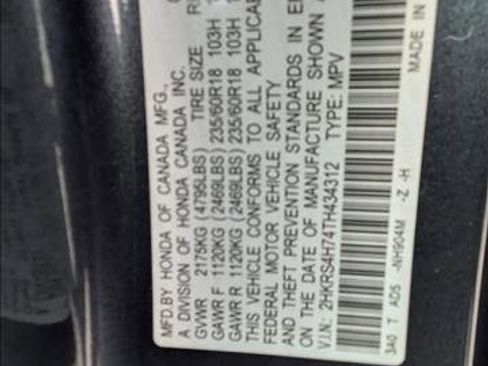 MFD.BY HONDA OF CANADA MFG.,
A DIVISION OF HONDA CANADA INC.
GVWR 2175KG (4795LBS) TIRE SIZE
GAWR F 1120KG (2469LBS) 235/60R18 103H
GAWR R 1120KG (2469LBS) 235/60R18 103H
THIS VEHICLE CONFORMS TO ALL
FEDERAL MOTOR VEHICLE SAFETY
AND THEFT PREVENTION STANDARDS IN
ON THE DATE OF MANUFACTURE SHOWN
V.I.N: 2HKRS4H74TH434312 TYPE: MPV
3A0 T AD5 -NH904M -Z -H
MADE IN